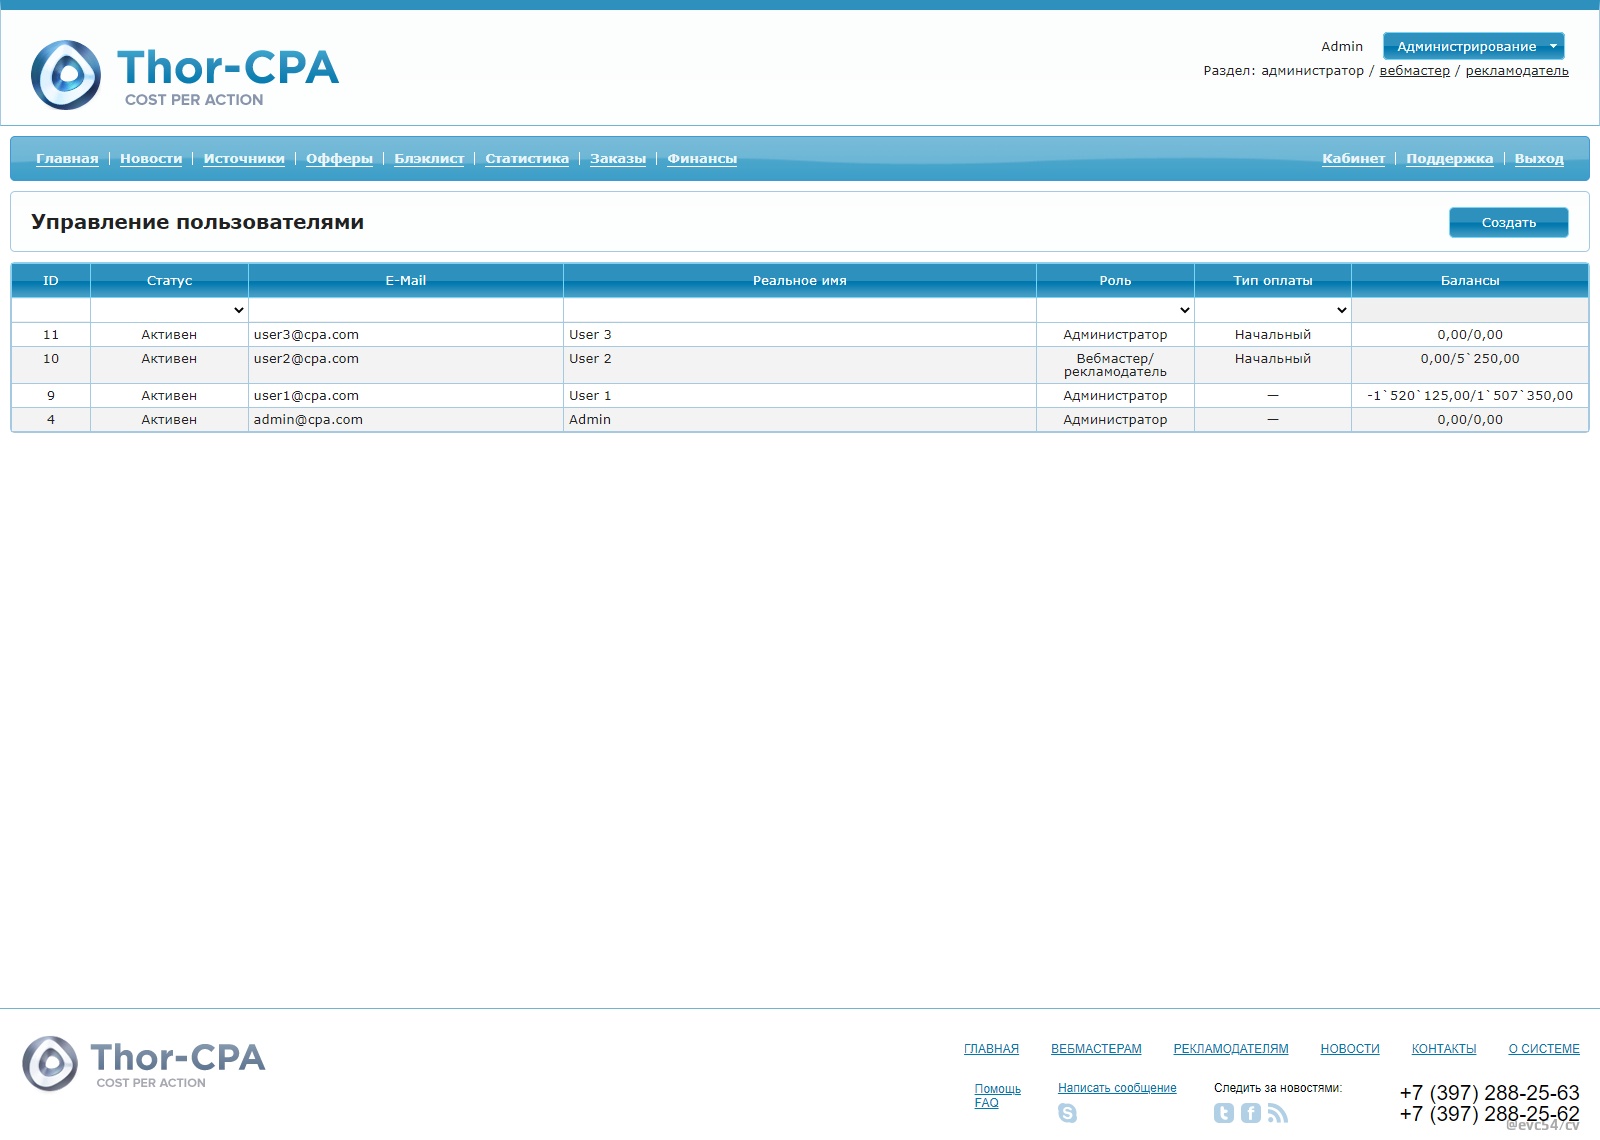 Thor-CPA
COST PER ACTION
Admin
Администрирование
Раздел: администратор / вебмастер / рекламодатель
Главная | Новости | Источники | Офферы | Блэклист | Статистика | Заказы | Финансы
Кабинет | Поддержка | Выход
Управление пользователями
Создать
ID Статус E-Mail Реальное имя Роль Тип оплаты Балансы
11 Активен user3@cpa.com User 3 Администратор Начальный 0,00/0,00
10 Активен user2@cpa.com User 2 Вебмастер/ Начальный 0,00/5`250,00
рекламодатель
9 Активен user1@cpa.com User 1 Администратор — -1`520`125,00/1`507`350,00
4 Активен admin@cpa.com Admin Администратор — 0,00/0,00
Thor-CPA
COST PER ACTION
ГЛАВНАЯ ВЕБМАСТЕРАМ РЕКЛАМОДАТЕЛЯМ НОВОСТИ КОНТАКТЫ О СИСТЕМЕ
Помощь
FAQ
Написать сообщение
Следить за новостями:
+7 (397) 288-25-63
+7 (397) 288-25-62
@evc54/cv